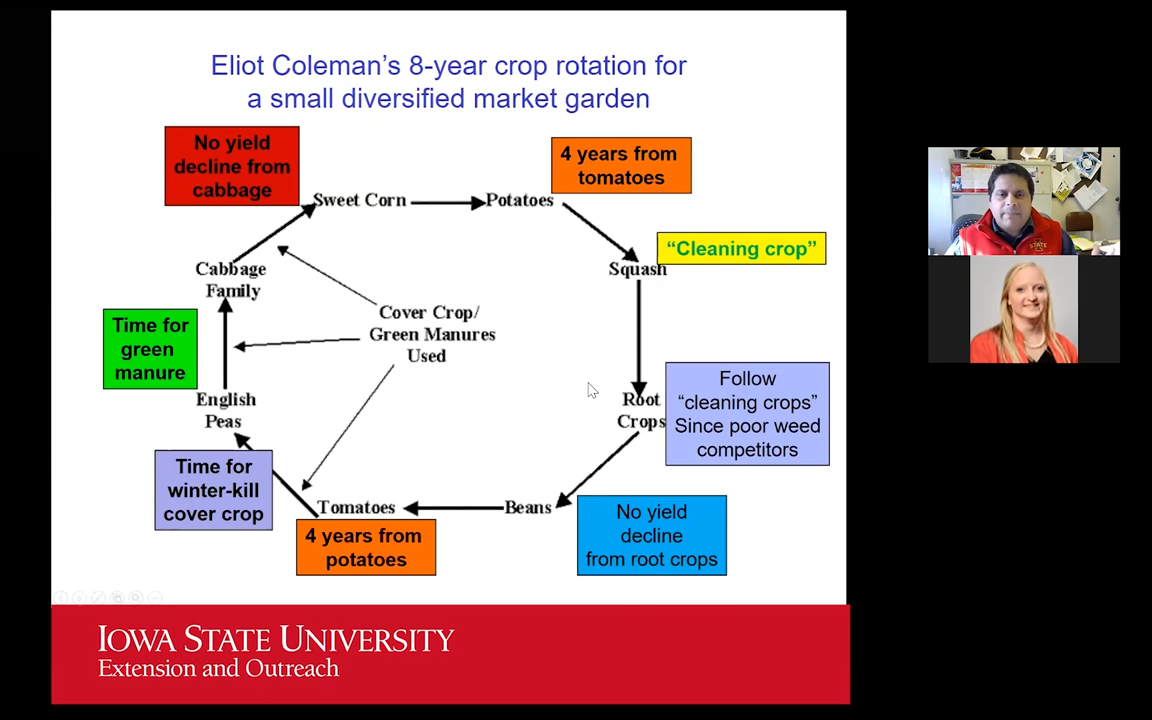 Eliot Coleman's 8-year crop rotation for
a small diversified market garden
No yield
decline from
cabbage
4 years from
tomatoes
Sweet Corn
Potatoes
"Cleaning crop"
Squash
Cabbage
Family
Cover Crop/
Green Manures
Used
Time for
green
manure
Follow
"cleaning crops"
Since poor weed
competitors
Root
Crops
English
Peas
Time for
winter-kill
cover crop
Tomatoes
Beans
No yield
decline
from root crops
4 years from
potatoes
IOWA STATE UNIVERSITY
Extension and Outreach
STATE